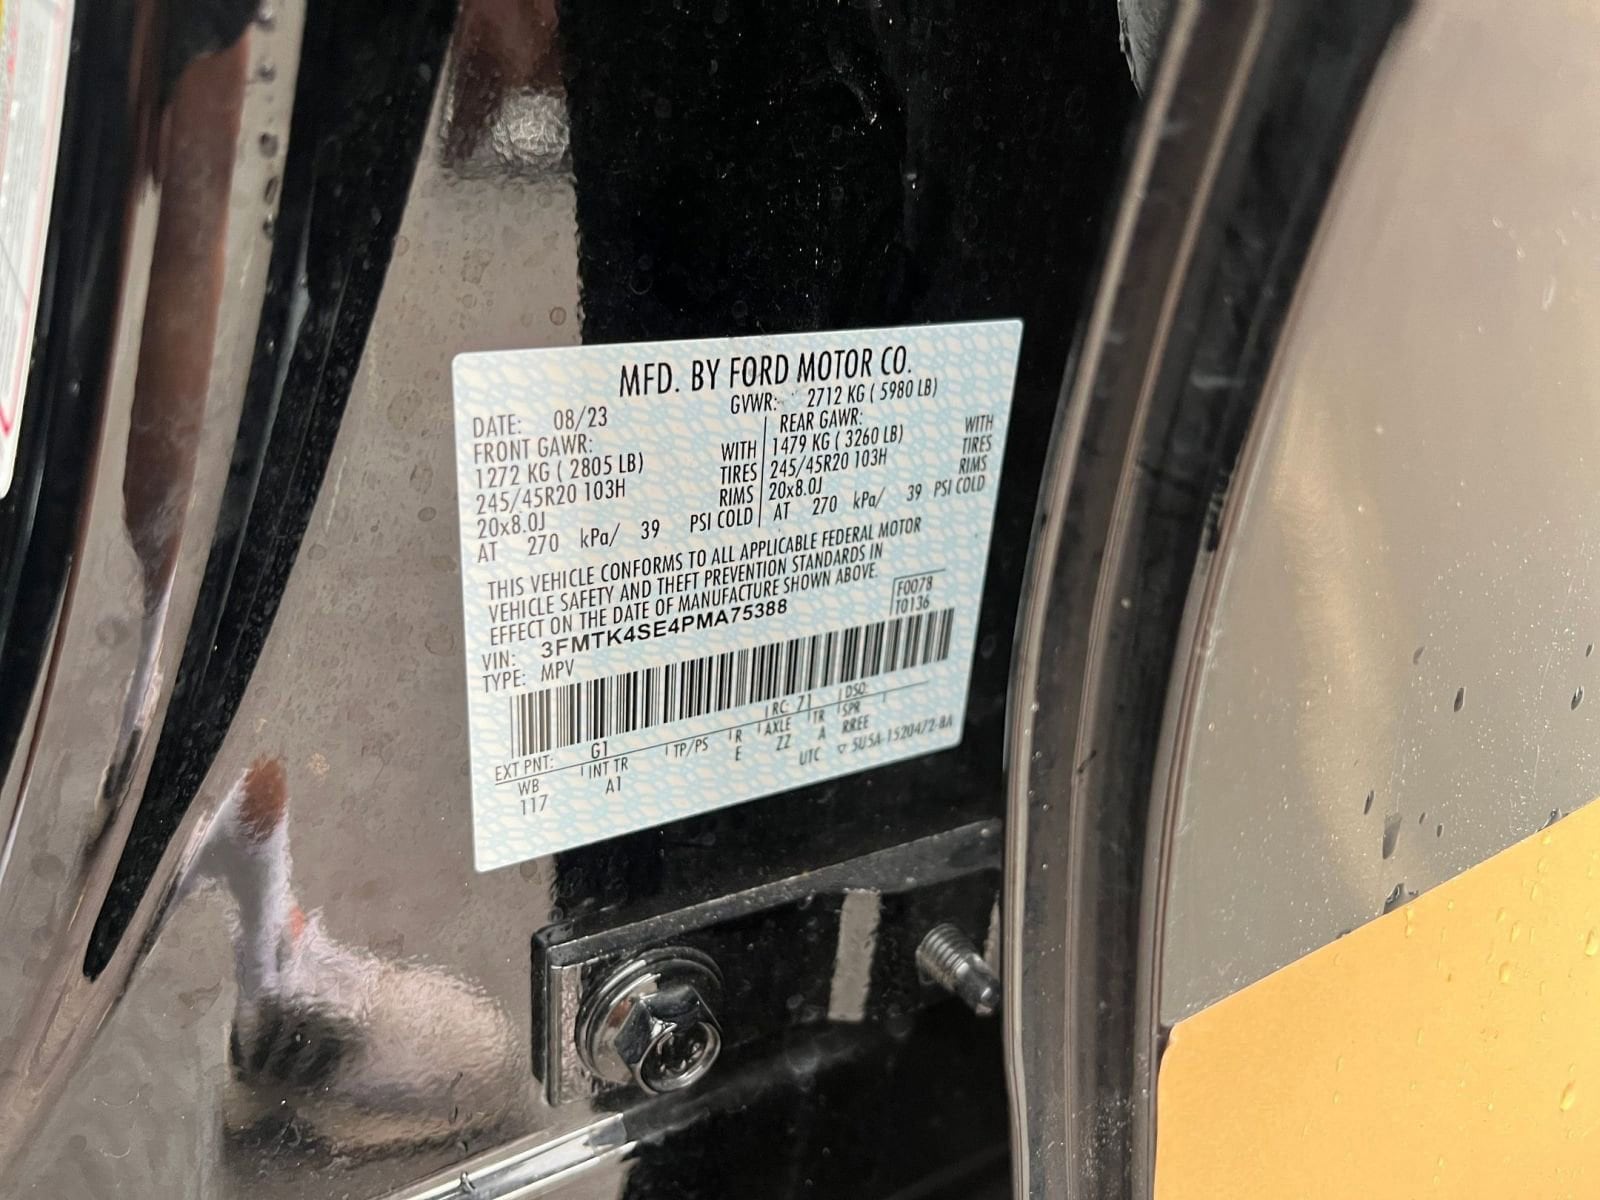 MFD. BY FORD MOTOR CO.
DATE: 08/23 GVWR: 2712 KG ( 5980 LB)
FRONT GAWR: REAR GAWR:
1272 KG ( 2805 LB) WITH 1479 KG ( 3260 LB) WITH
245/45R20 103H TIRES 245/45R20 103H TIRES
20x8.0J RIMS 20x8.0J RIMS
AT 270 kPa/ 39 PSI COLD AT 270 kPa/ 39 PSI COLD
THIS VEHICLE CONFORMS TO ALL APPLICABLE FEDERAL MOTOR
VEHICLE SAFETY AND THEFT PREVENTION STANDARDS IN
EFFECT ON THE DATE OF MANUFACTURE SHOWN ABOVE.
F0078
VIN: 3FMTK4SE4PMA75388 T0136
TYPE: MPV
EXT PNT: G1 RC: 71 DSO:
WB INT TR TP/PS R AXLE TR SPR
117 A1 E ZZ A RREE
UTC ▽ 5U5A-1520472-BA